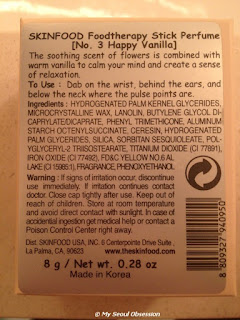 SKINFOOD Foodtherapy Stick Perfume
[No. 3 Happy Vanilla]
The soothing scent of flowers is combined with
warm vanilla to calm your mind and create a
sense of relaxation.
To Use : Dab on the wrist, behind the ears, and
below the neck where the pulse points are.
Ingredients : HYDROGENATED PALM KERNEL GLYCERIDES,
MICROCRYSTALLINE WAX, LANOLIN, BUTYLENE GLYCOL DI-
CAPRYLATE/DICAPRATE, PHENYL TRIMETHICONE, ALUMINUM
STARCH OCTENYLSUCCINATE, CERESIN, HYDROGENATED PALM
GLYCERIDES, SILICA, SORBITAN SESQUIOLEATE, POL-
YGLYCERYL-2 TRIISOSTEARATE, TITANIUM DIOXIDE (CI 77891),
IRON OXIDE (CI 77492), FD&C YELLOW NO.6 AL
LAKE (CI 15985:1), FRAGRANCE, PHENOXYETHANOL
Warning : If signs of irritation occur, discontinue
use immediately. If irritation continues contact
doctor. Close cap tightly after use. Keep out of
reach of children. Store at room temperature
and avoid direct contact with sunlight. In case of
accidental ingestion get medical help or contact a
Poison Control Center right away.
Dist. SKINFOOD USA, INC. 6 Centerpointe Drive Suite
LA Palma, CA, 90623 www.theskinfood.com
8 g / Net wt. 0.28 oz
Made in Korea
8 809327 940950
© My Seoul Obsession